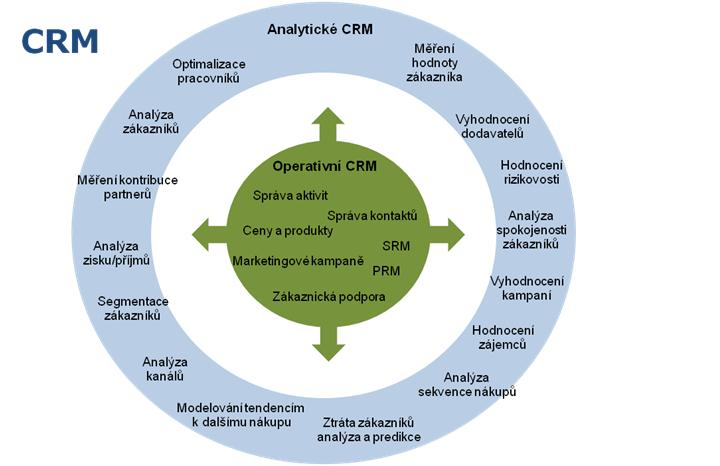 CRM
Analytické CRM
Měření
hodnoty
zákazníka
Vyhodnocení
dodavatelů
Hodnocení
rizikovosti
Analýza
spokojenosti
zákazníků
Vyhodnocení
kampaní
Hodnocení
zájemců
Analýza
sekvence nákupů
Ztráta zákazníků
analýza a predikce
Modelování tendencím
k dalšímu nákupu
Analýza
kanálů
Segmentace
zákazníků
Analýza
zisku/příjmů
Měření kontribuce
partnerů
Analýza
zákazníků
Optimalizace
pracovníků
Operativní CRM
Správa aktivit
Správa kontaktů
Ceny a produkty
SRM
Marketingové kampaně
PRM
Zákaznická podpora